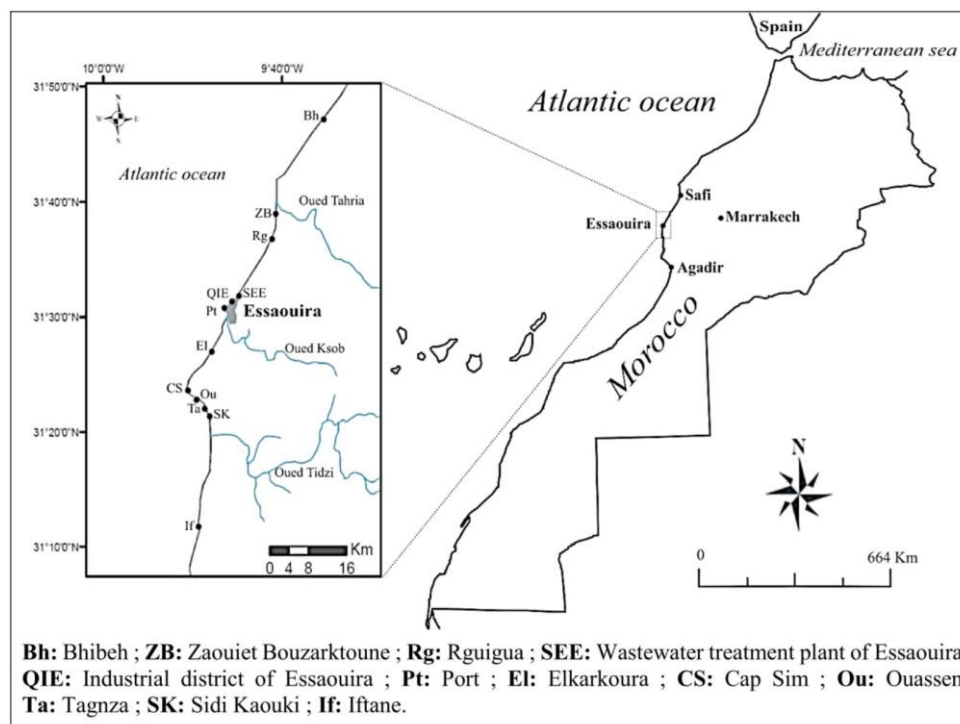 Spain
Mediterranean sea
10°0'0"W
9°40'0"W
31°50'0"N
N
W
E
S
Bh
Atlantic ocean
Atlantic ocean
31°40'0"N
ZB
Oued Tahria
Rg
Safi
Essaouira
Marrakech
QIE
SEE
Pt
Essaouira
Agadir
31°30'0"N
El
Oued Ksob
Morocco
CS
Ou
Ta
SK
31°20'0"N
Oued Tidzi
N
If
31°10'0"N
Km
0 4 8 16
0
664 Km
Bh: Bhibeh ; ZB: Zaouiet Bouzarktoune ; Rg: Rguigua ; SEE: Wastewater treatment plant of Essaouira
QIE: Industrial district of Essaouira ; Pt: Port ; El: Elkarkoura ; CS: Cap Sim ; Ou: Ouassen
Ta: Tagnza ; SK: Sidi Kaouki ; If: Iftane.